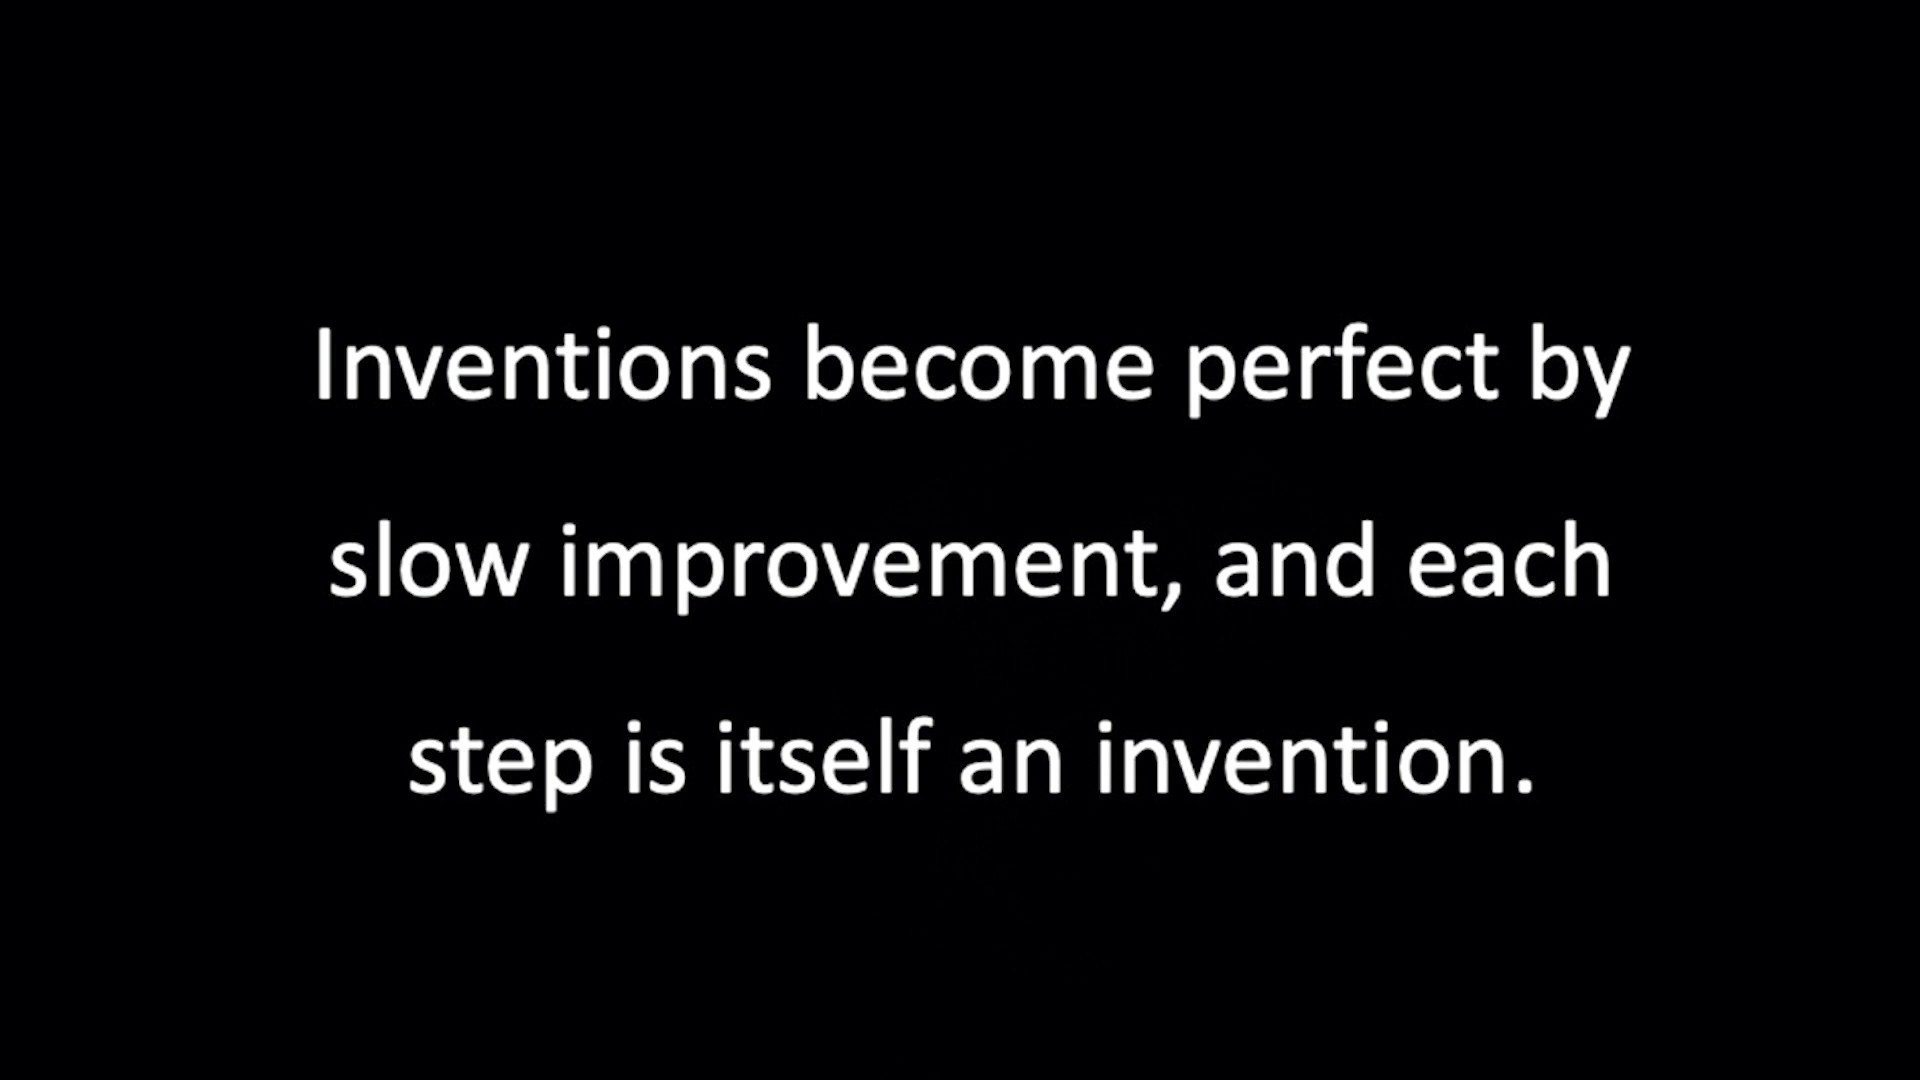 Inventions become perfect by
slow improvement, and each
step is itself an invention.